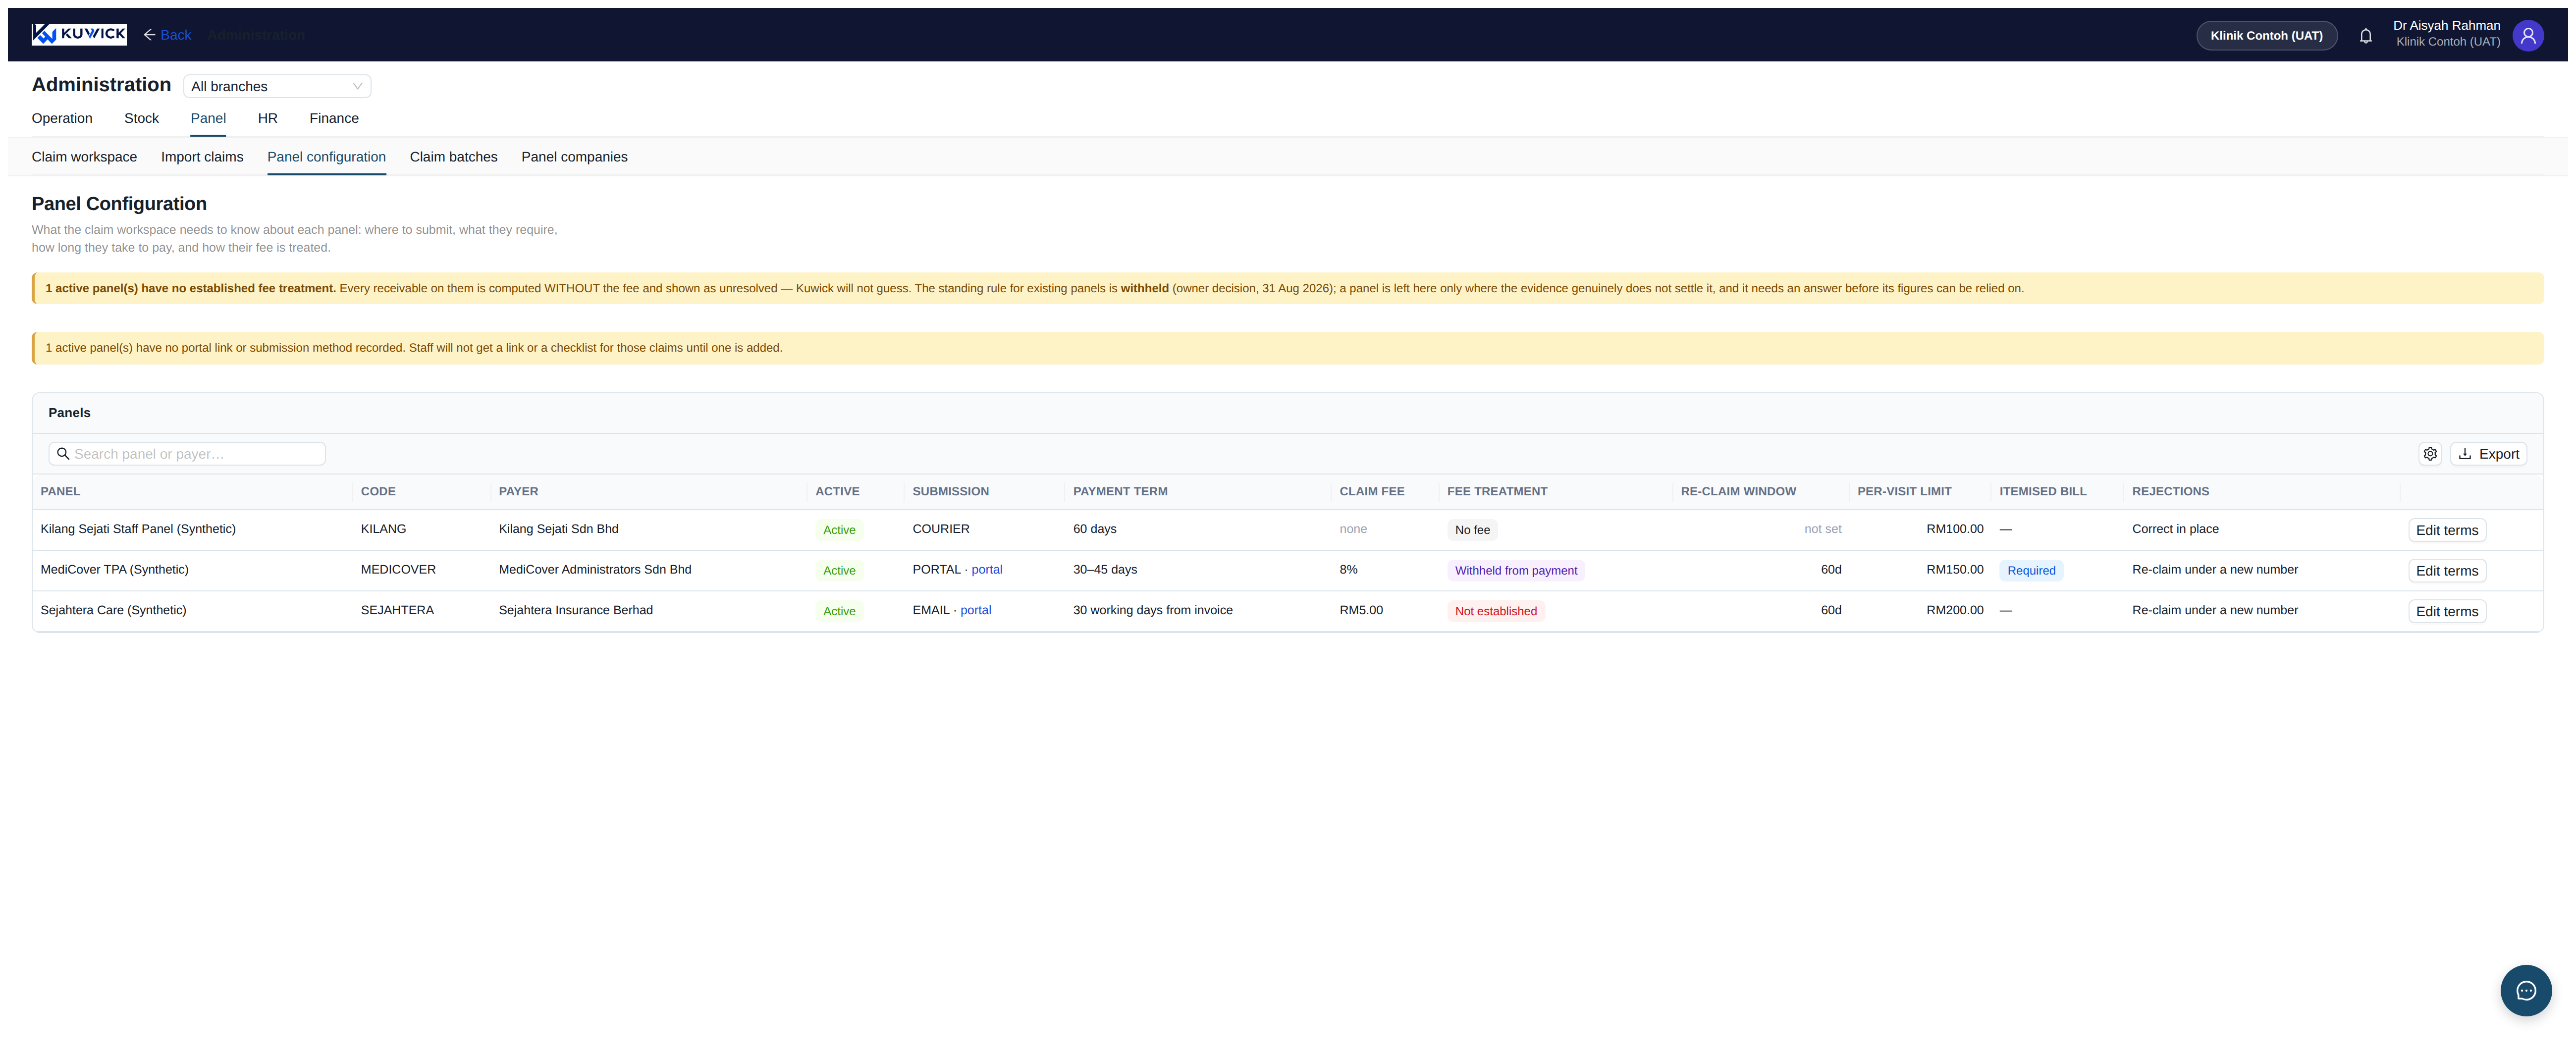 KUWICK
Back Administration
Klinik Contoh (UAT)
Dr Aisyah Rahman
Klinik Contoh (UAT)
Administration
All branches
Operation Stock Panel HR Finance
Claim workspace Import claims Panel configuration Claim batches Panel companies
Panel Configuration
What the claim workspace needs to know about each panel: where to submit, what they require,
how long they take to pay, and how their fee is treated.
1 active panel(s) have no established fee treatment. Every receivable on them is computed WITHOUT the fee and shown as unresolved — Kuwick will not guess. The standing rule for existing panels is withheld (owner decision, 31 Aug 2026); a panel is left here only where the evidence genuinely does not settle it, and it needs an answer before its figures can be relied on.
1 active panel(s) have no portal link or submission method recorded. Staff will not get a link or a checklist for those claims until one is added.
Panels
Search panel or payer…
Export
PANEL CODE PAYER ACTIVE SUBMISSION PAYMENT TERM CLAIM FEE FEE TREATMENT RE-CLAIM WINDOW PER-VISIT LIMIT ITEMISED BILL REJECTIONS
Kilang Sejati Staff Panel (Synthetic) KILANG Kilang Sejati Sdn Bhd Active COURIER 60 days none No fee not set RM100.00 — Correct in place Edit terms
MediCover TPA (Synthetic) MEDICOVER MediCover Administrators Sdn Bhd Active PORTAL · portal 30–45 days 8% Withheld from payment 60d RM150.00 Required Re-claim under a new number Edit terms
Sejahtera Care (Synthetic) SEJAHTERA Sejahtera Insurance Berhad Active EMAIL · portal 30 working days from invoice RM5.00 Not established 60d RM200.00 — Re-claim under a new number Edit terms